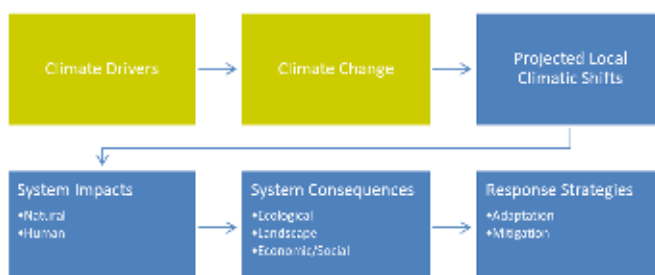 Climate Drivers
Climate Change
Projected Local
Climatic Shifts
System Impacts
•Natural
•Human
System Consequences
•Ecological
•Landscape
•Economic/Social
Response Strategies
•Adaptation
•Mitigation